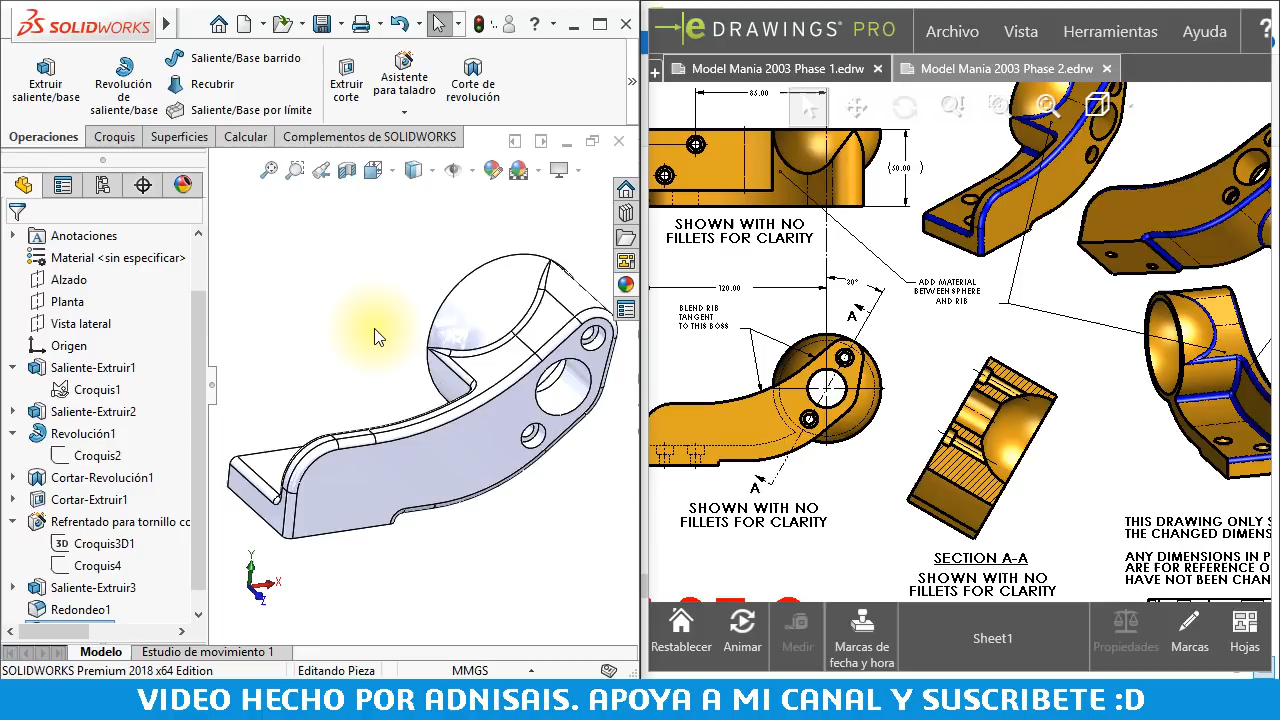 SOLIDWORKS
Extruir saliente/base
Revolución de saliente/base
Saliente/Base barrido
Recubrir
Saliente/Base por límite
Extruir corte
Asistente para taladro
Corte de revolución
Operaciones
Croquis
Superficies
Calcular
Complementos de SOLIDWORKS
Anotaciones
Material <sin especificar>
Alzado
Planta
Vista lateral
Origen
Saliente-Extruir1
Croquis1
Saliente-Extruir2
Revolución1
Croquis2
Cortar-Revolución1
Cortar-Extruir1
Refrentado para tornillo cc
3D Croquis3D1
Croquis4
Saliente-Extruir3
Redondeo1
Y
X
Z
Modelo
Estudio de movimiento 1
SOLIDWORKS Premium 2018 x64 Edition
Editando Pieza
MMGS
e DRAWINGS® PRO
Archivo
Vista
Herramientas
Ayuda
?
Model Mania 2003 Phase 1.edrw
Model Mania 2003 Phase 2.edrw
85.00
(50.00 )
SHOWN WITH NO
FILLETS FOR CLARITY
ADD MATERIAL
BETWEEN SPHERE
AND RIB
120.00
20°
A
BLEND RIB
TANGENT
TO THIS BOSS
A
SHOWN WITH NO
FILLETS FOR CLARITY
SECTION A-A
SHOWN WITH NO
FILLETS FOR CLARITY
THIS DRAWING ONLY S
THE CHANGED DIMENS
ANY DIMENSIONS IN P
ARE FOR REFERENCE O
HAVE NOT BEEN CHAN
Restablecer
Animar
Medir
Marcas de
fecha y hora
Sheet1
Propiedades
Marcas
Hojas
VIDEO HECHO POR ADNISAIS. APOYA A MI CANAL Y SUSCRIBETE :D